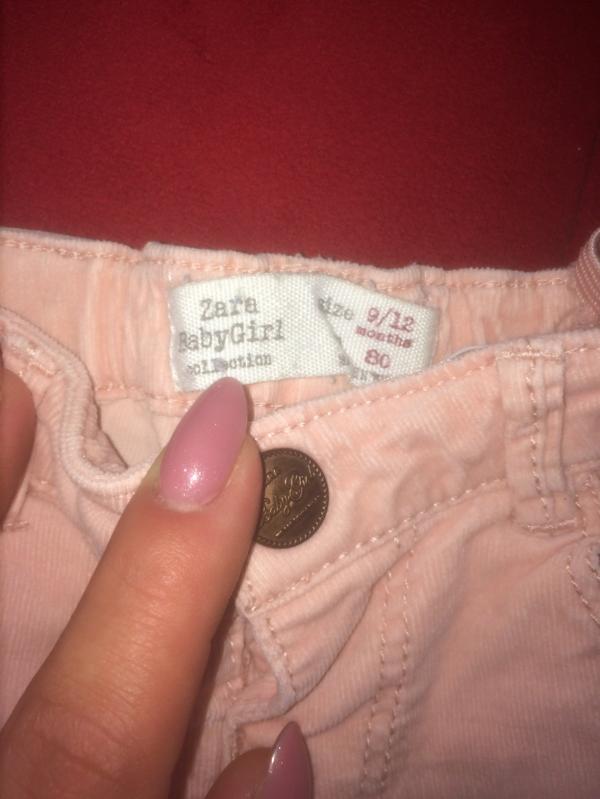 Zara
BabyGirl
collection
size 9/12
months
80